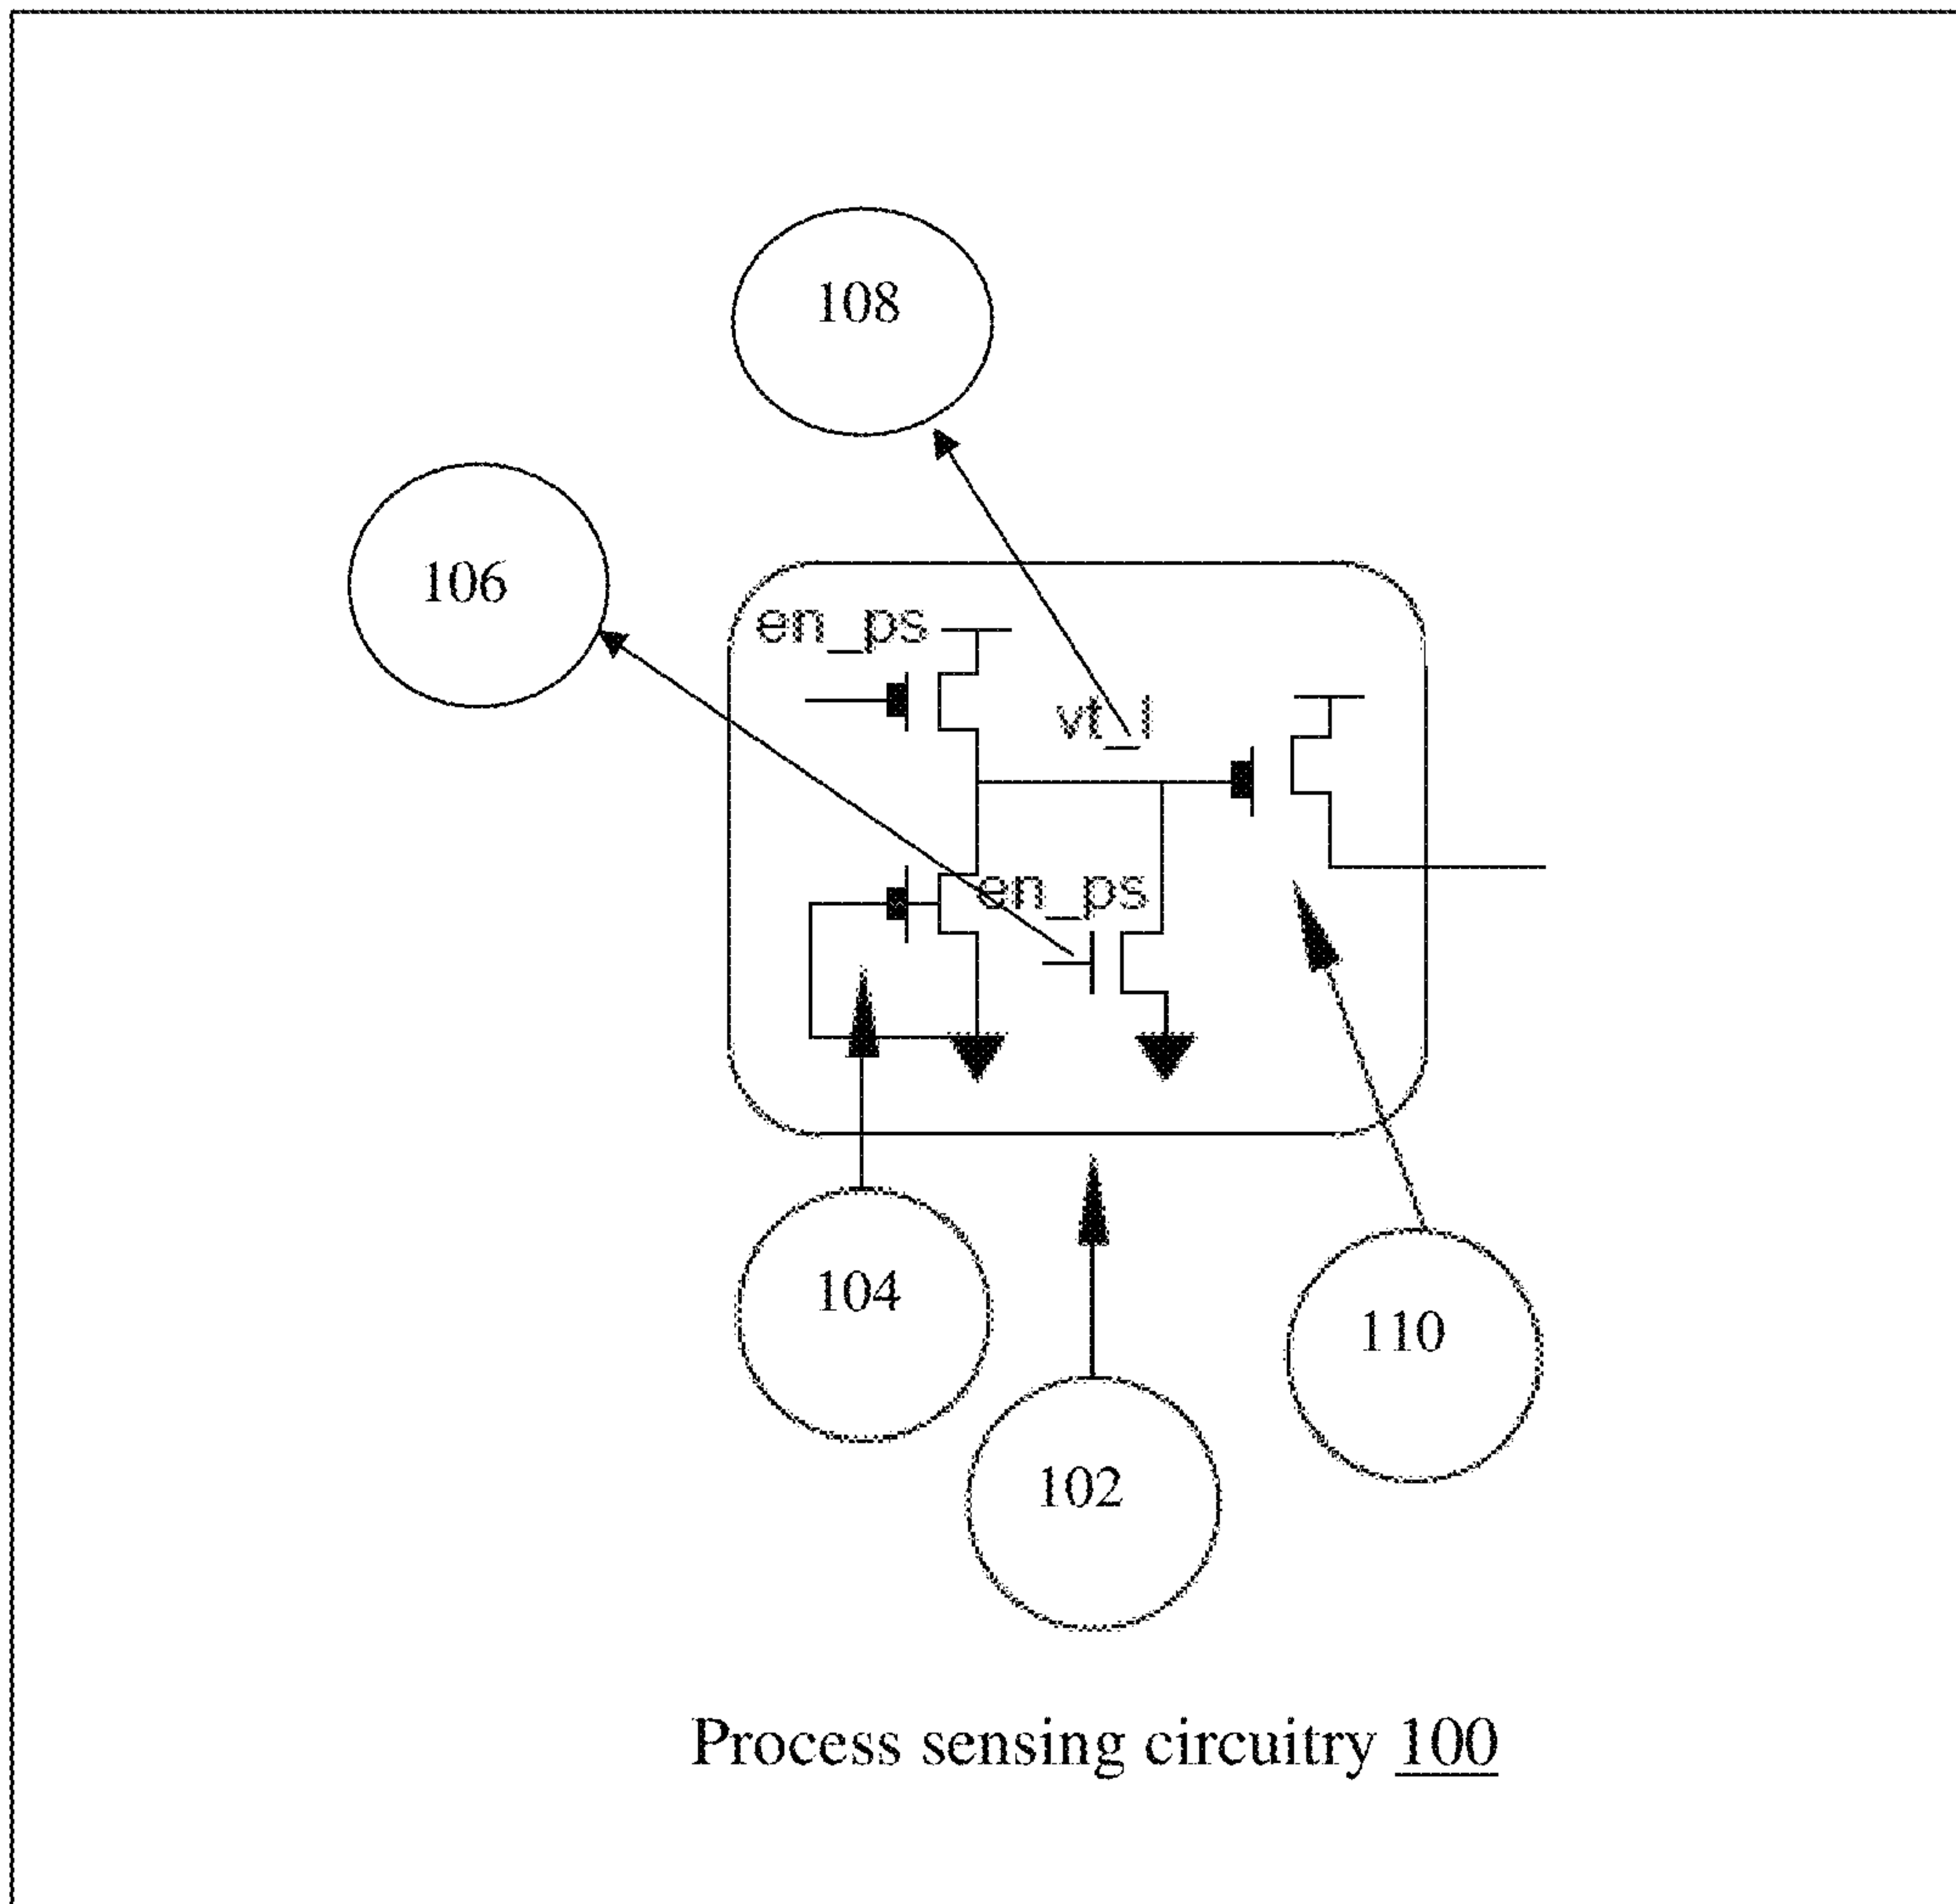 108
106
en_ps
vt_l
en_ps
104
110
102
Process sensing circuitry 100